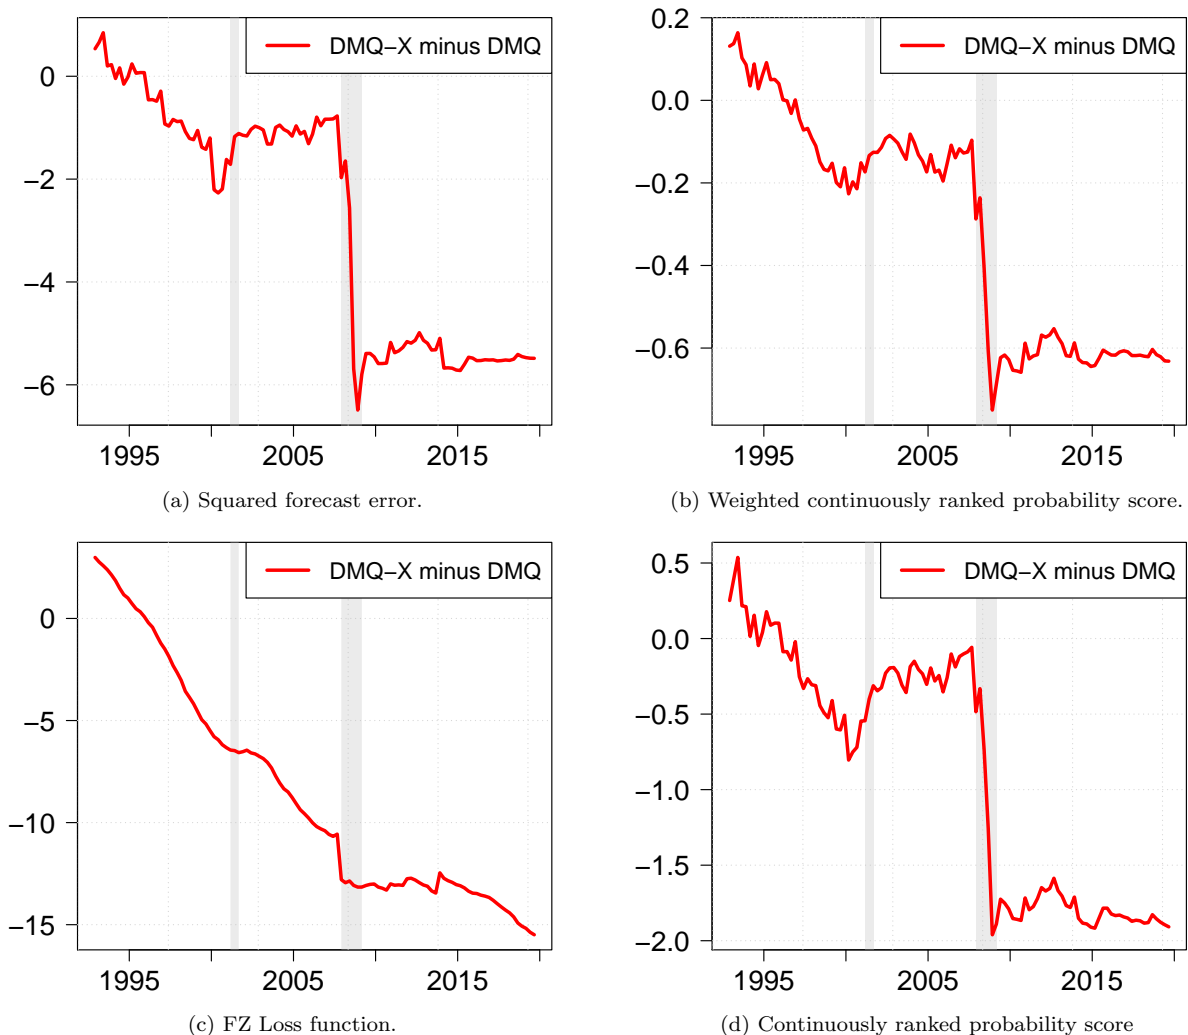 DMQ−X minus DMQ
0
−2
−4
−6
1995 2005 2015
(a) Squared forecast error.
DMQ−X minus DMQ
0.2
0.0
−0.2
−0.4
−0.6
1995 2005 2015
(b) Weighted continuously ranked probability score.
DMQ−X minus DMQ
0
−5
−10
−15
1995 2005 2015
(c) FZ Loss function.
DMQ−X minus DMQ
0.5
0.0
−0.5
−1.0
−1.5
−2.0
1995 2005 2015
(d) Continuously ranked probability score